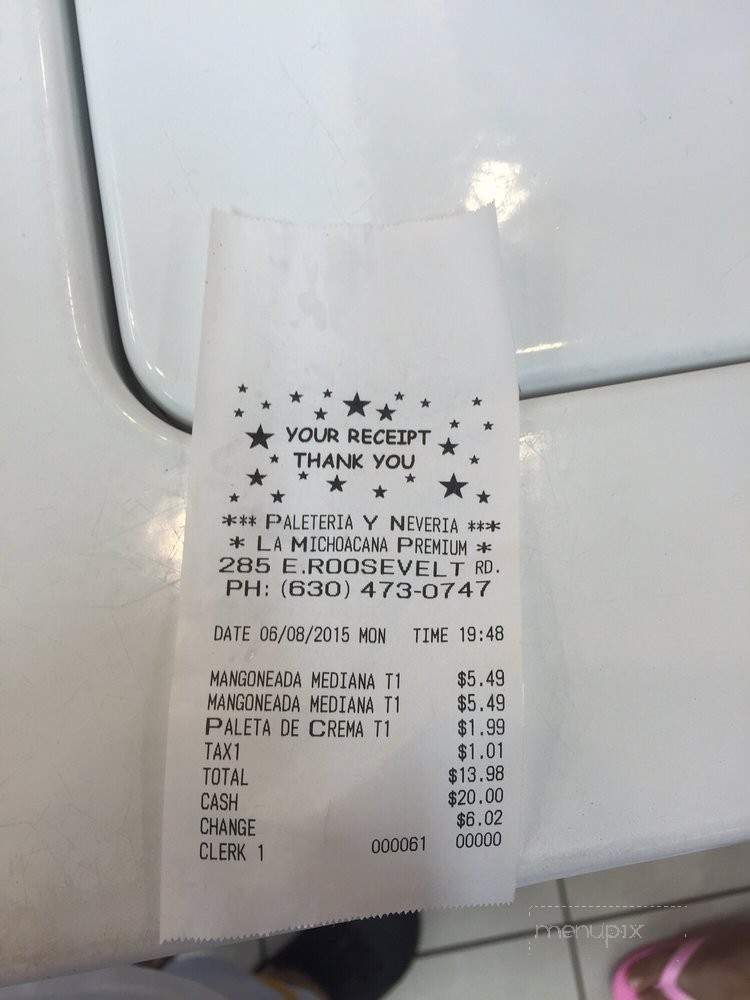 YOUR RECEIPT
THANK YOU
*** PALETERIA Y NEVERIA ***
* LA MICHOACANA PREMIUM *
285 E.ROOSEVELT RD.
PH: (630) 473-0747
DATE 06/08/2015 MON TIME 19:48
MANGONEADA MEDIANA T1 $5.49
MANGONEADA MEDIANA T1 $5.49
PALETA DE CREMA T1 $1.99
TAX1 $1.01
TOTAL $13.98
CASH $20.00
CHANGE $6.02
CLERK 1 000061 00000
menupix